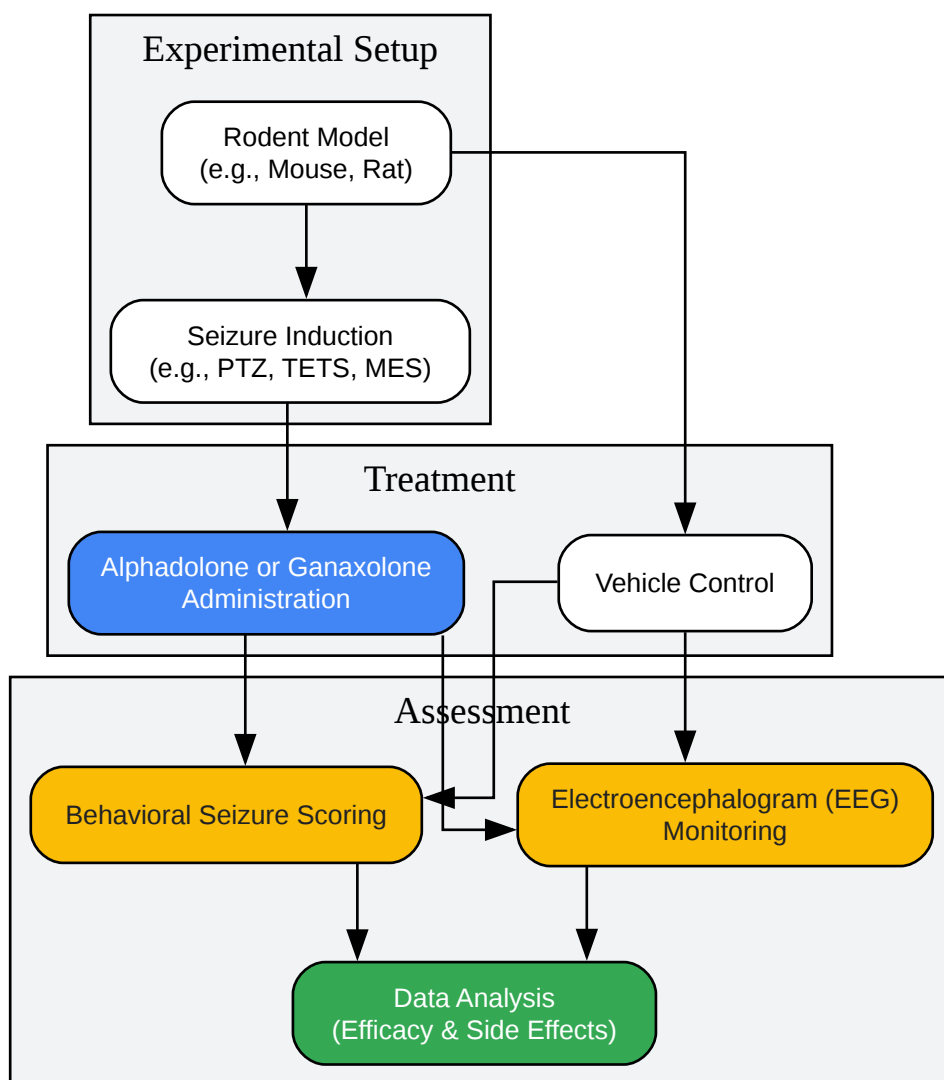 Experimental Setup
Rodent Model
(e.g., Mouse, Rat)
Seizure Induction
(e.g., PTZ, TETS, MES)
Treatment
Alphadolone or Ganaxolone
Administration
Vehicle Control
Assessment
Behavioral Seizure Scoring
Electroencephalogram (EEG)
Monitoring
Data Analysis
(Efficacy & Side Effects)